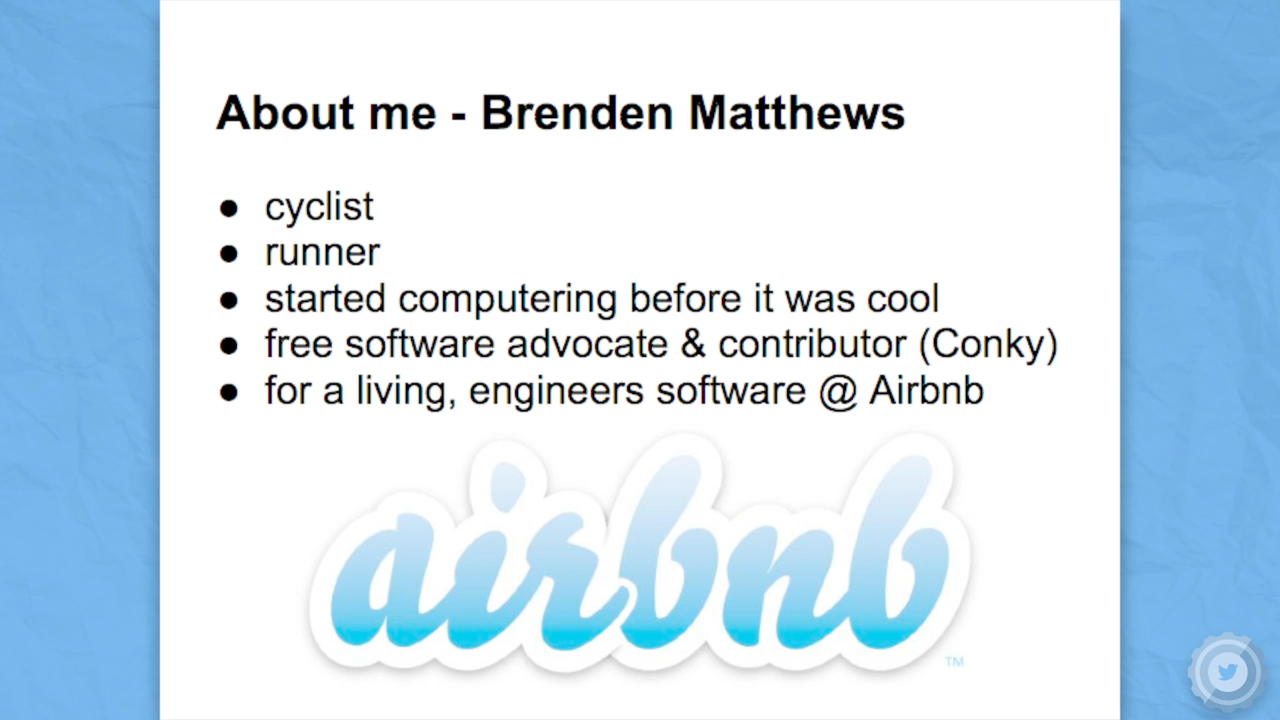 About me - Brenden Matthews
● cyclist
● runner
● started computering before it was cool
● free software advocate & contributor (Conky)
● for a living, engineers software @ Airbnb
airbnb
TM